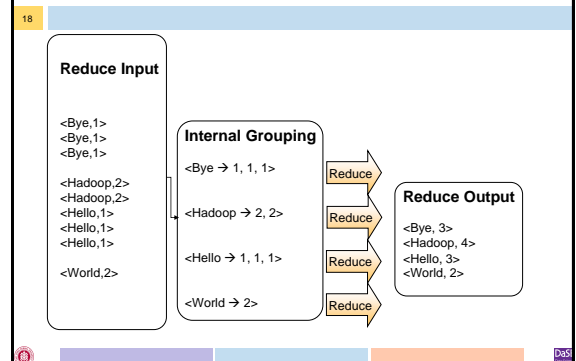 18
Reduce Input
<Bye,1>
<Bye,1>
<Bye,1>
<Hadoop,2>
<Hadoop,2>
<Hello,1>
<Hello,1>
<Hello,1>
<World,2>
Internal Grouping
<Bye → 1, 1, 1>
<Hadoop → 2, 2>
<Hello → 1, 1, 1>
<World → 2>
Reduce
Reduce
Reduce
Reduce
Reduce Output
<Bye, 3>
<Hadoop, 4>
<Hello, 3>
<World, 2>
DaSI